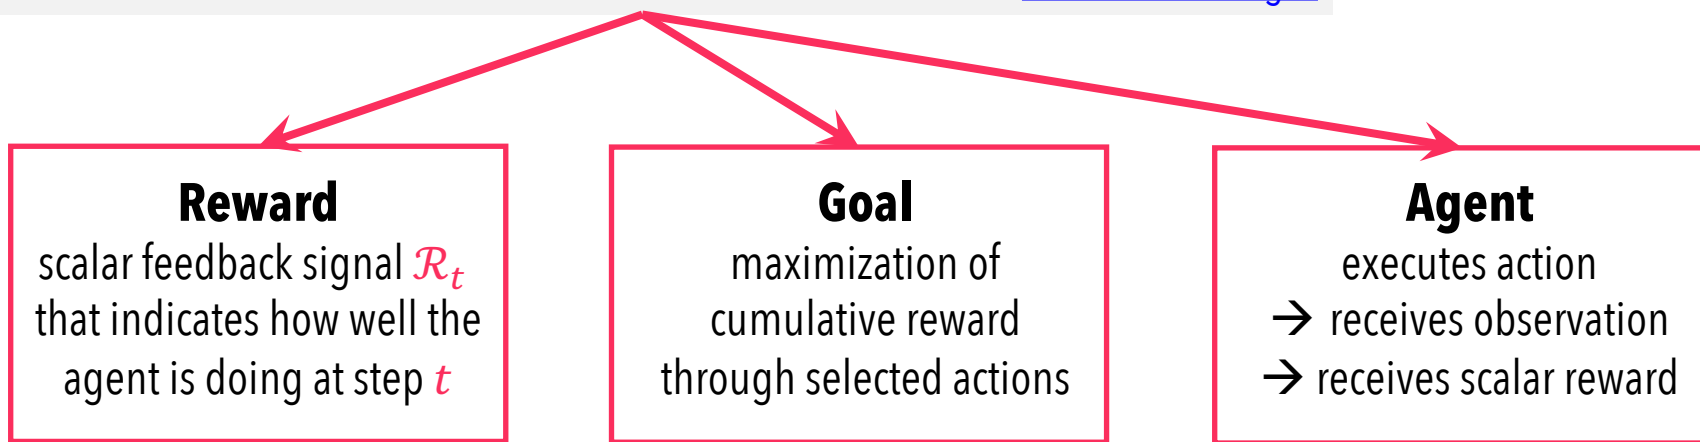 Reward
scalar feedback signal ℛₜ
that indicates how well the
agent is doing at step t
Goal
maximization of
cumulative reward
through selected actions
Agent
executes action
→ receives observation
→ receives scalar reward